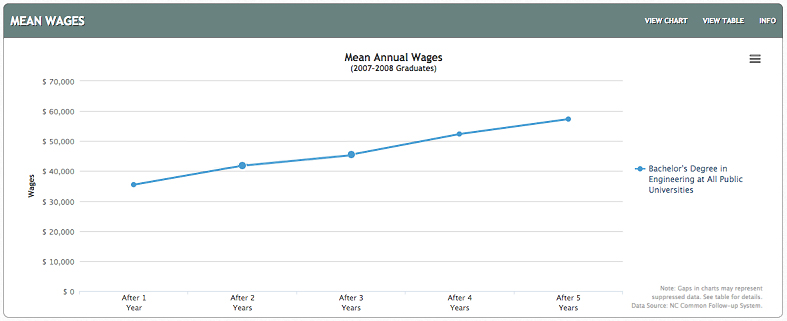 MEAN WAGES
VIEW CHART VIEW TABLE INFO
Mean Annual Wages
(2007-2008 Graduates)
$ 70,000
$ 60,000
$ 50,000
$ 40,000
$ 30,000
$ 20,000
$ 10,000
$ 0
Wages
After 1
Year
After 2
Years
After 3
Years
After 4
Years
After 5
Years
Bachelor's Degree in
Engineering at All Public
Universities
Note: Gaps in charts may represent
suppressed data. See table for details.
Data Source: NC Common Follow-up System.